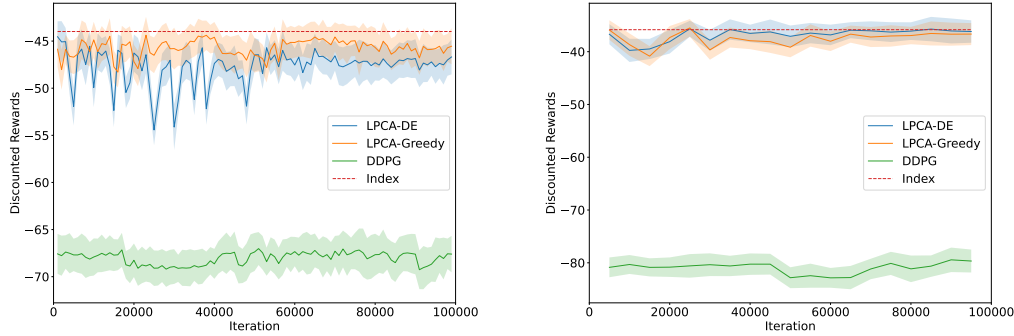 −45
−50
−55
−60
−65
−70
Discounted Rewards
0
20000
40000
60000
80000
100000
Iteration
LPCA-DE
LPCA-Greedy
DDPG
Index
−40
−50
−60
−70
−80
Discounted Rewards
0
20000
40000
60000
80000
100000
Iteration
LPCA-DE
LPCA-Greedy
DDPG
Index